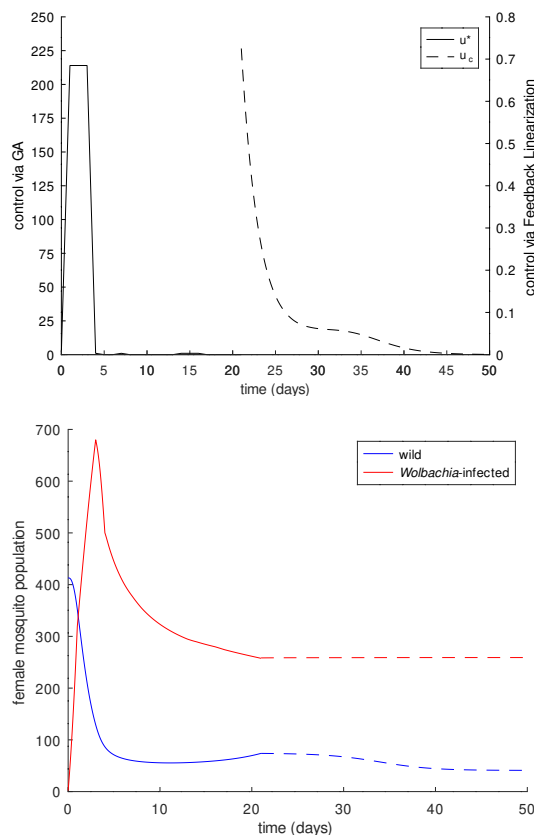 250
225
200
175
150
125
100
75
50
25
0
control via GA
0.8
0.7
0.6
0.5
0.4
0.3
0.2
0.1
0
control via Feedback Linearization
u*
u c
0 5 10 15 20 25 30 35 40 45 50
time (days)
700
600
500
400
300
200
100
0
female mosquito population
wild
Wolbachia-infected
0 10 20 30 40 50
time (days)